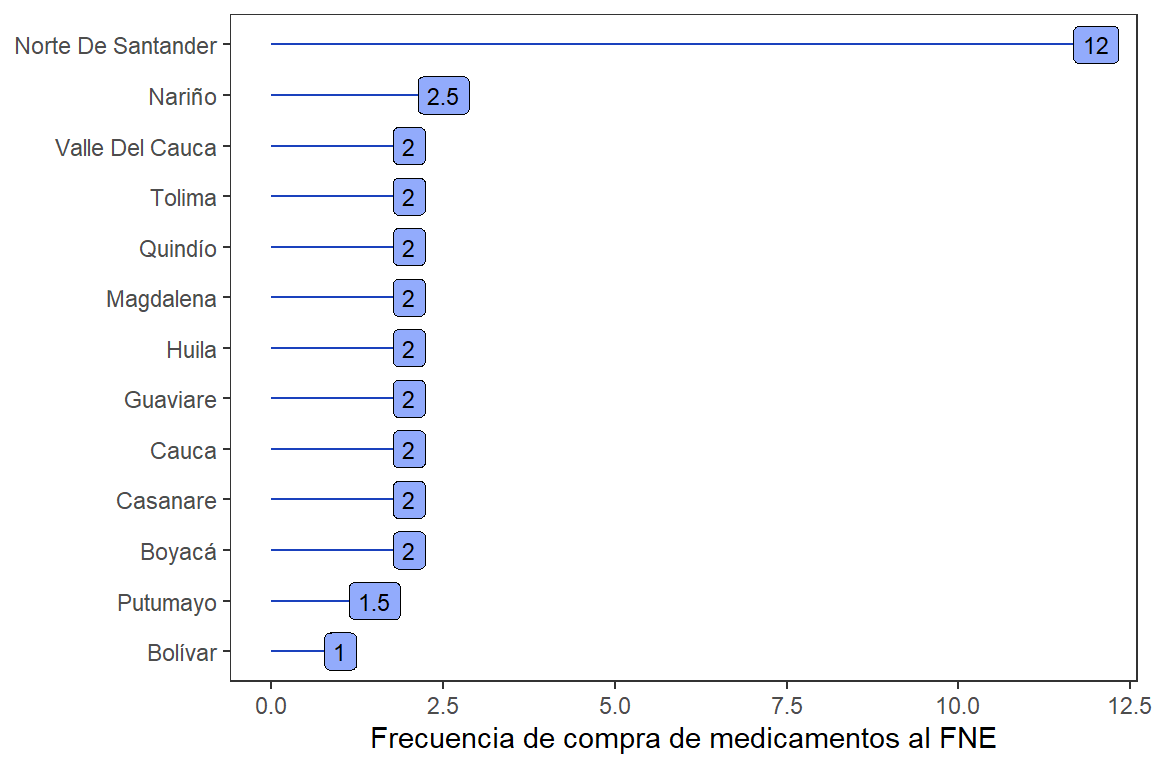 Norte De Santander 12
Nariño 2.5
Valle Del Cauca 2
Tolima 2
Quindío 2
Magdalena 2
Huila 2
Guaviare 2
Cauca 2
Casanare 2
Boyacá 2
Putumayo 1.5
Bolívar 1
0.0 2.5 5.0 7.5 10.0 12.5
Frecuencia de compra de medicamentos al FNE